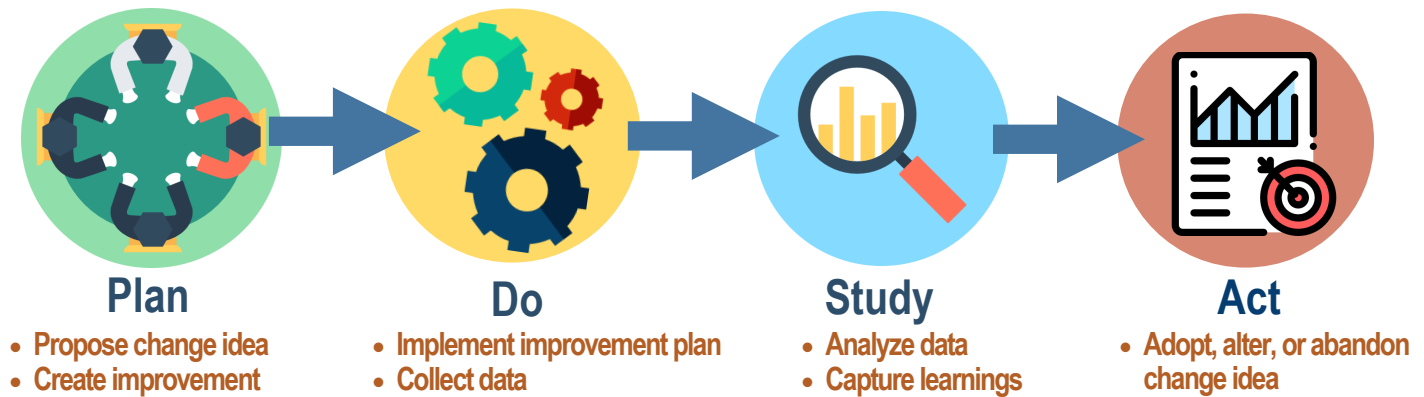 Plan
• Propose change idea
• Create improvement
Do
• Implement improvement plan
• Collect data
Study
• Analyze data
• Capture learnings
Act
• Adopt, alter, or abandon
change idea